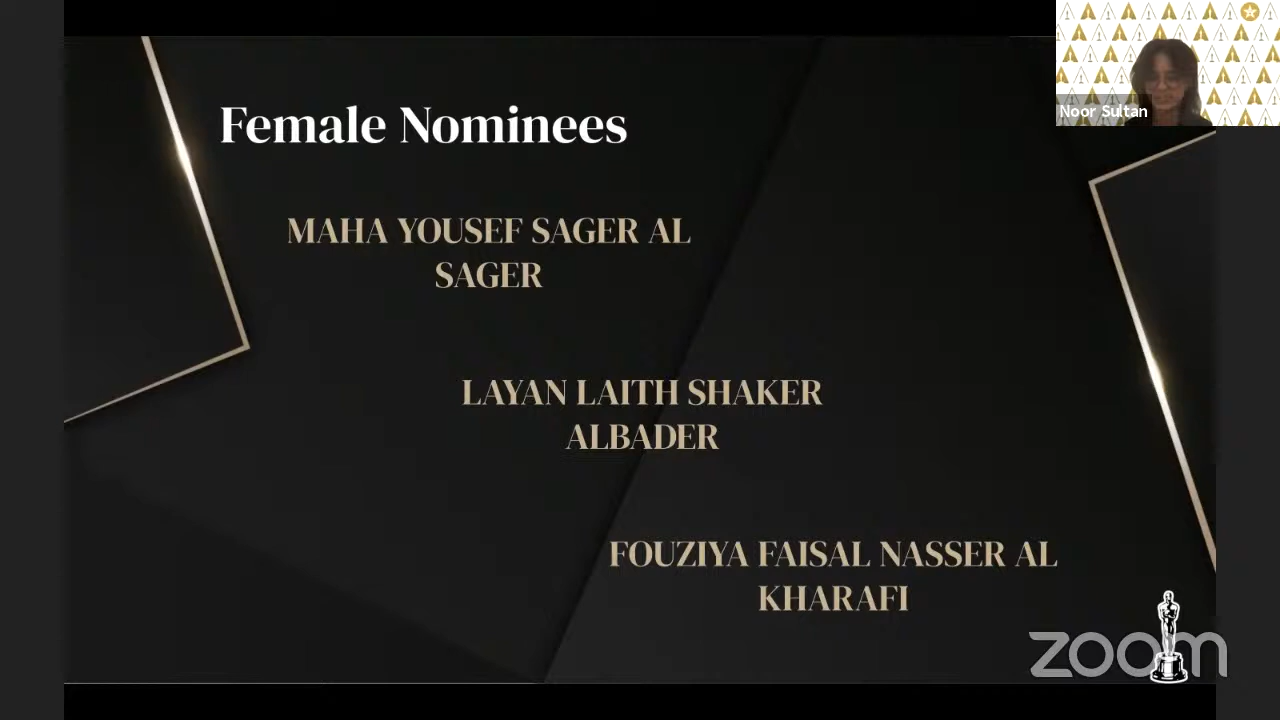 Female Nominees
Noor Sultan
MAHA YOUSEF SAGER AL
SAGER
LAYAN LAITH SHAKER
ALBADER
FOUZIYA FAISAL NASSER AL
KHARAFI
zoom